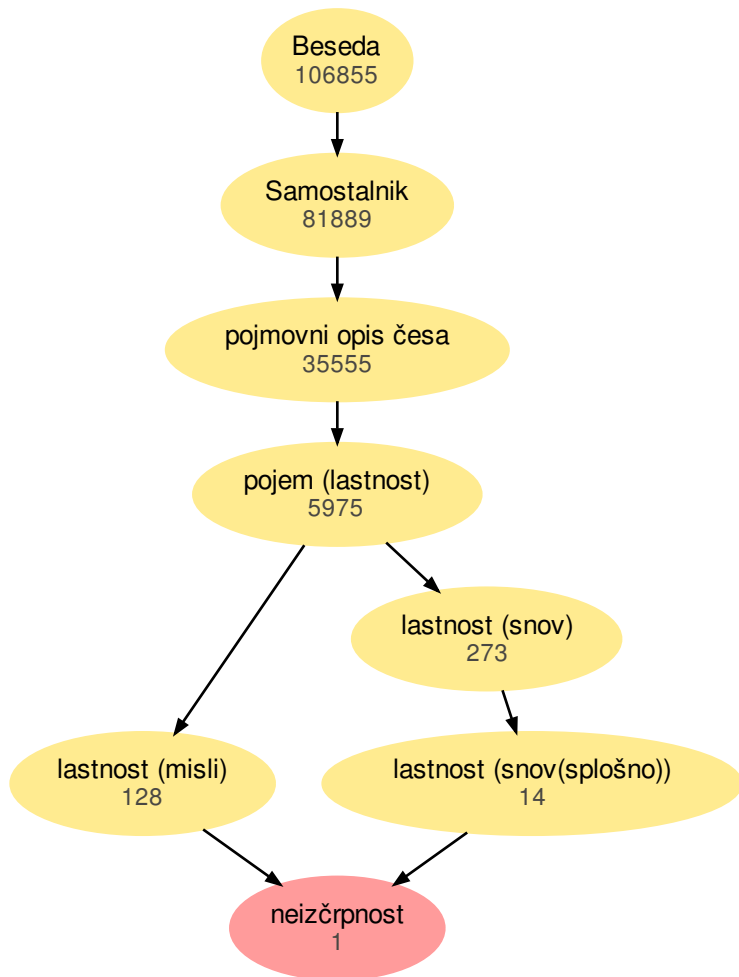 Beseda
106855
Samostalnik
81889
pojmovni opis česa
35555
pojem (lastnost)
5975
lastnost (snov)
273
lastnost (misli)
128
lastnost (snov(splošno))
14
neizčrpnost
1